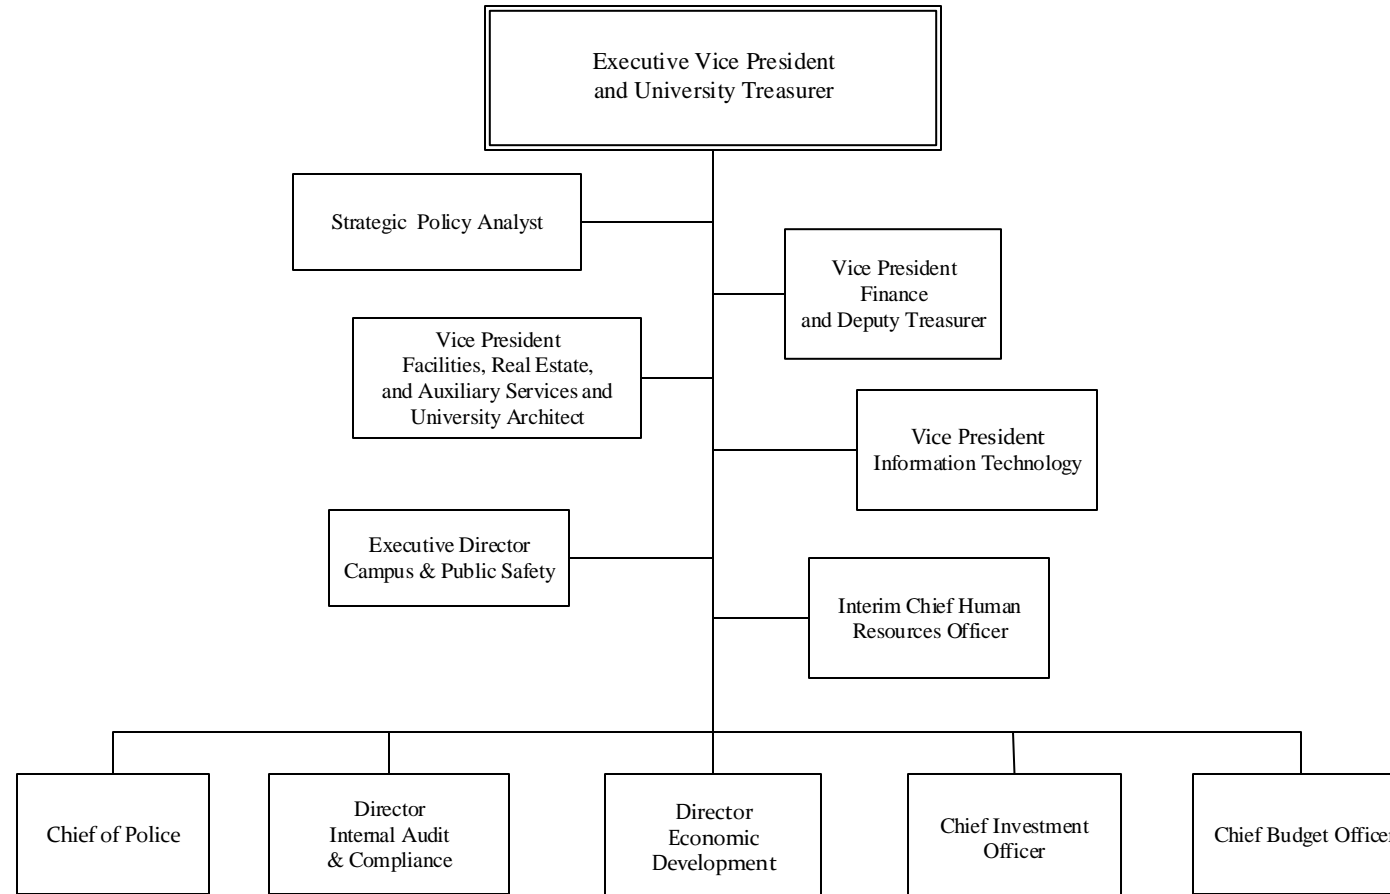 Executive Vice President
and University Treasurer
Strategic Policy Analyst
Vice President
Finance
and Deputy Treasurer
Vice President
Facilities, Real Estate,
and Auxiliary Services and
University Architect
Vice President
Information Technology
Executive Director
Campus & Public Safety
Interim Chief Human
Resources Officer
Chief of Police
Director
Internal Audit
& Compliance
Director
Economic
Development
Chief Investment
Officer
Chief Budget Officer